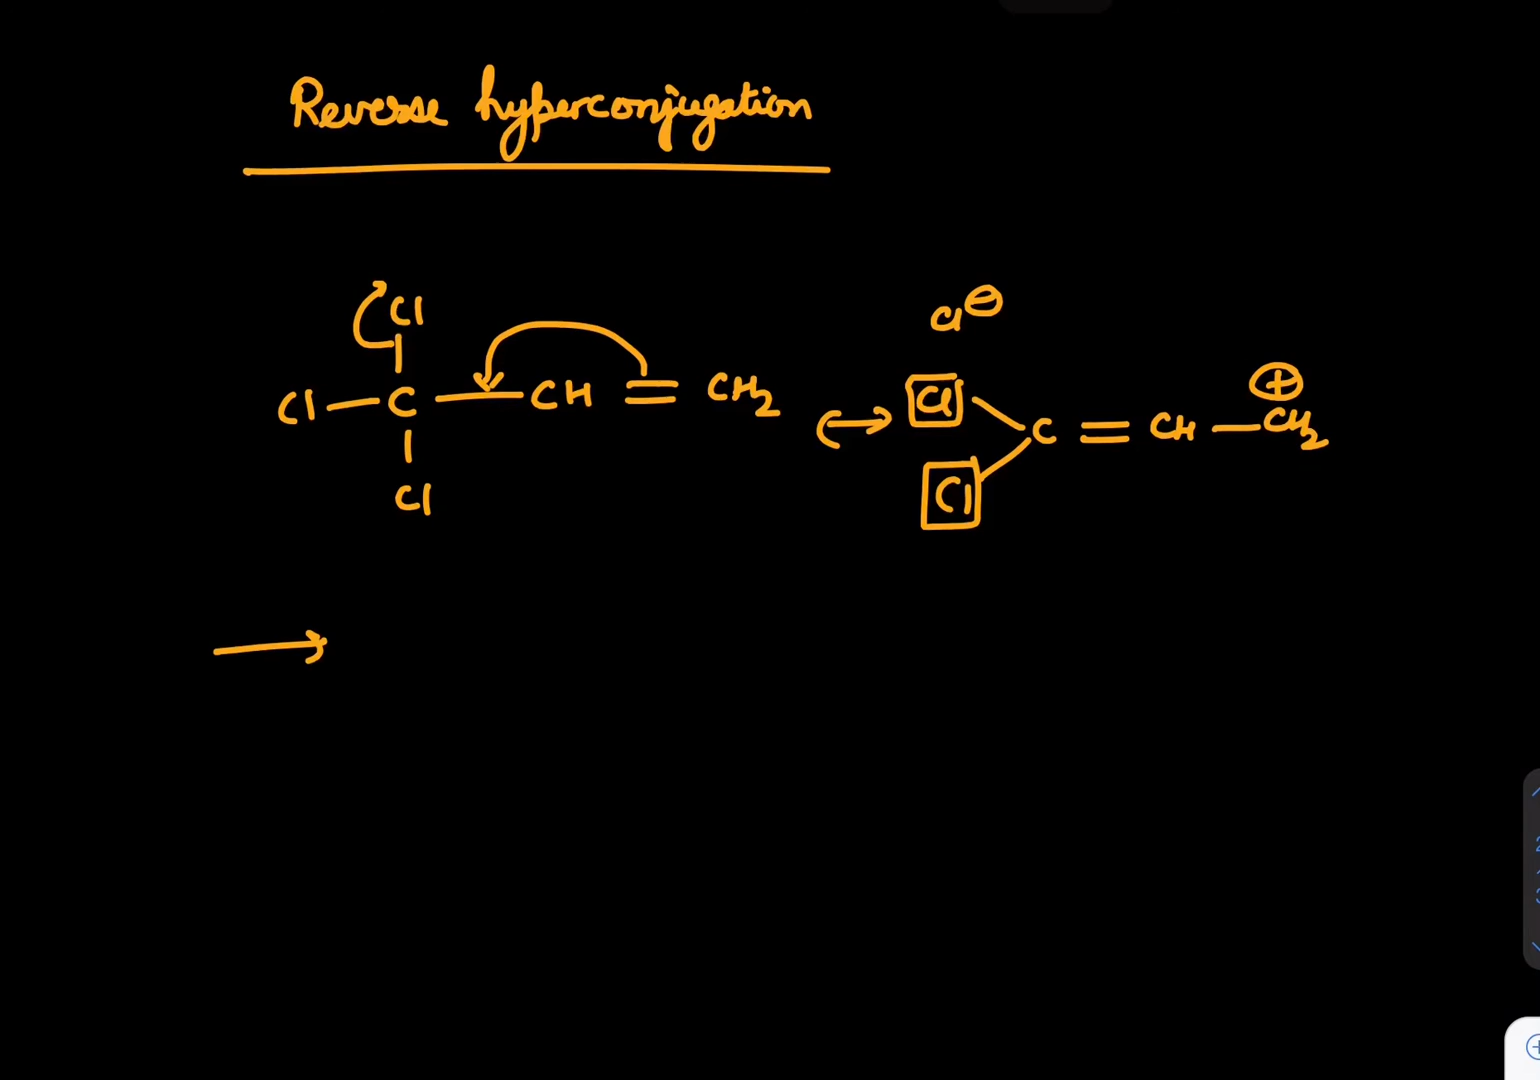 Reverse hyperconjugation
Cl
Cl — C — CH = CH₂
Cl
↔
Cl⊖
Cl
C = CH — CH₂ ⊕
Cl
→